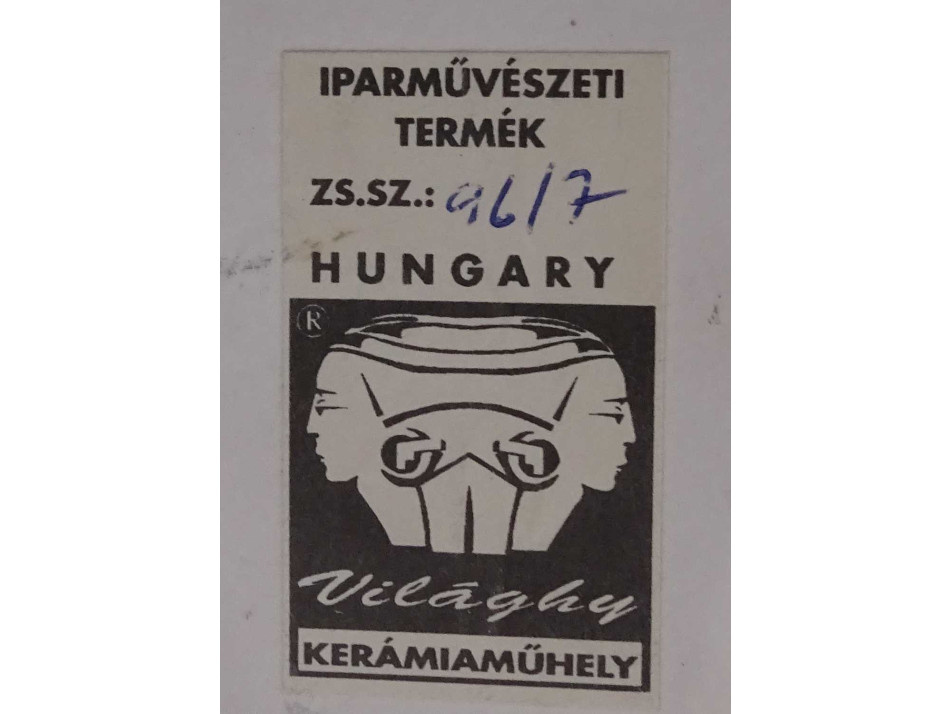 IPARMŰVÉSZETI
TERMÉK
ZS.SZ.: 96/7
HUNGARY
®
Világhy
KERÁMIAMŰHELY